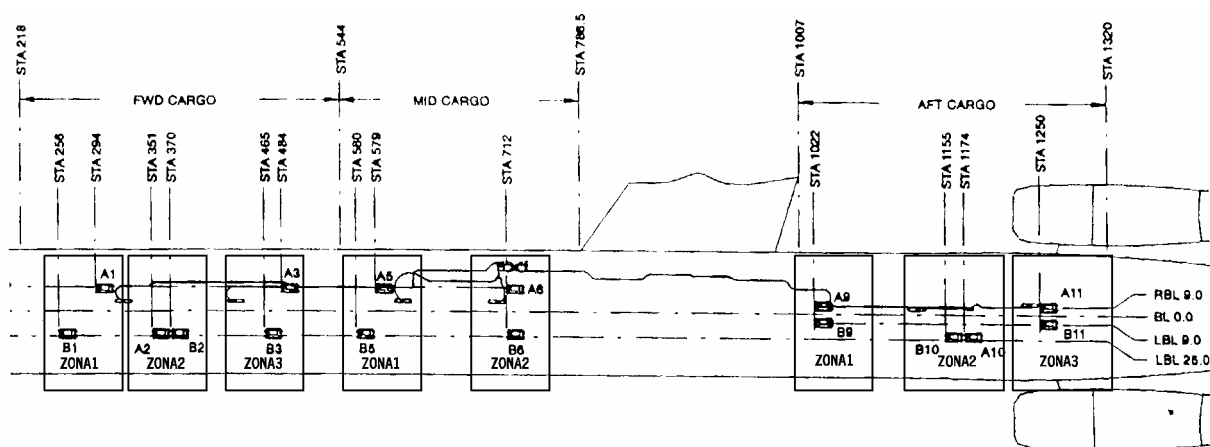 STA 218
STA 544
STA 786.5
STA 1007
STA 1320
FWD CARGO
MID CARGO
AFT CARGO
STA 256
STA 294
STA 351
STA 370
STA 465
STA 484
STA 580
STA 579
STA 712
STA 1022
STA 1155
STA 1174
STA 1250
A1
A3
A5
A6
A9
A11
RBL 9.0
BL 0.0
LBL 9.0
LBL 25.0
B1
A2
B2
B3
B5
B6
B9
B10
A10
B11
ZONA1
ZONA2
ZONA3
ZONA1
ZONA2
ZONA1
ZONA2
ZONA3